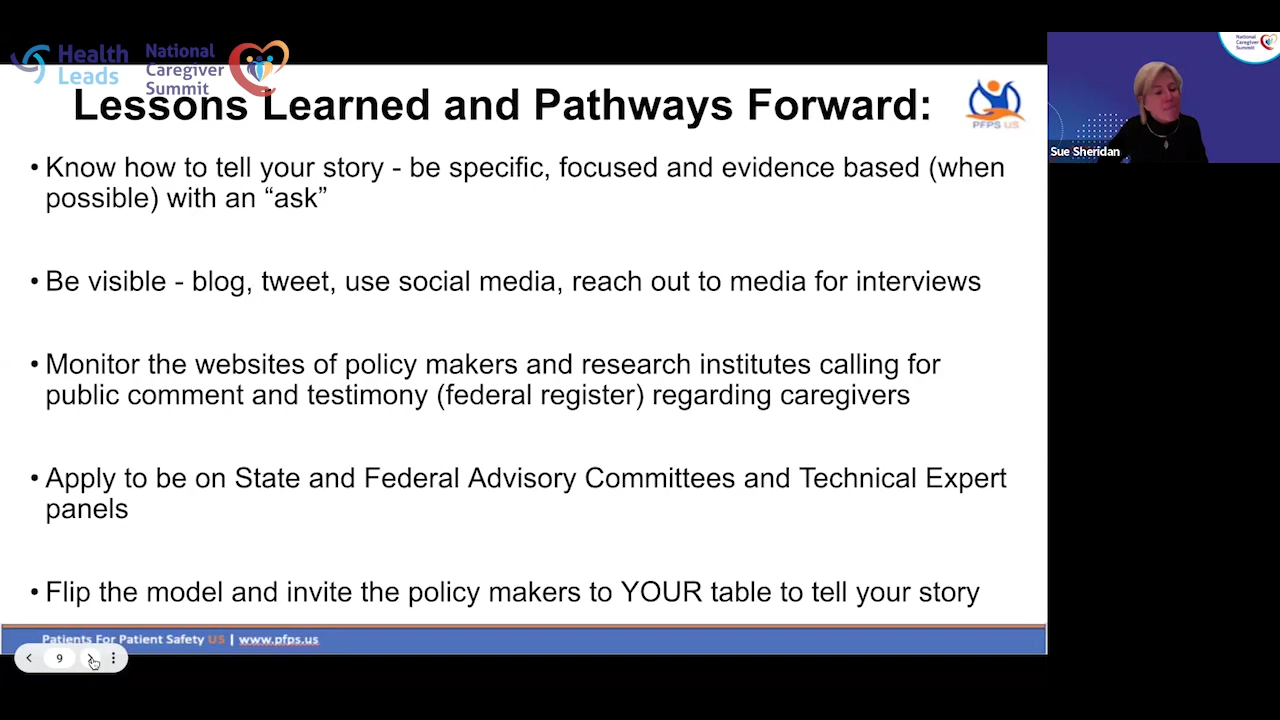 Health
Leads
National
Caregiver
Summit
National
Caregiver
Summit
Lessons Learned and Pathways Forward:
PFPS US
Sue Sheridan
• Know how to tell your story - be specific, focused and evidence based (when
possible) with an “ask”
• Be visible - blog, tweet, use social media, reach out to media for interviews
• Monitor the websites of policy makers and research institutes calling for
public comment and testimony (federal register) regarding caregivers
• Apply to be on State and Federal Advisory Committees and Technical Expert
panels
• Flip the model and invite the policy makers to YOUR table to tell your story
Patients For Patient Safety US | www.pfps.us
9